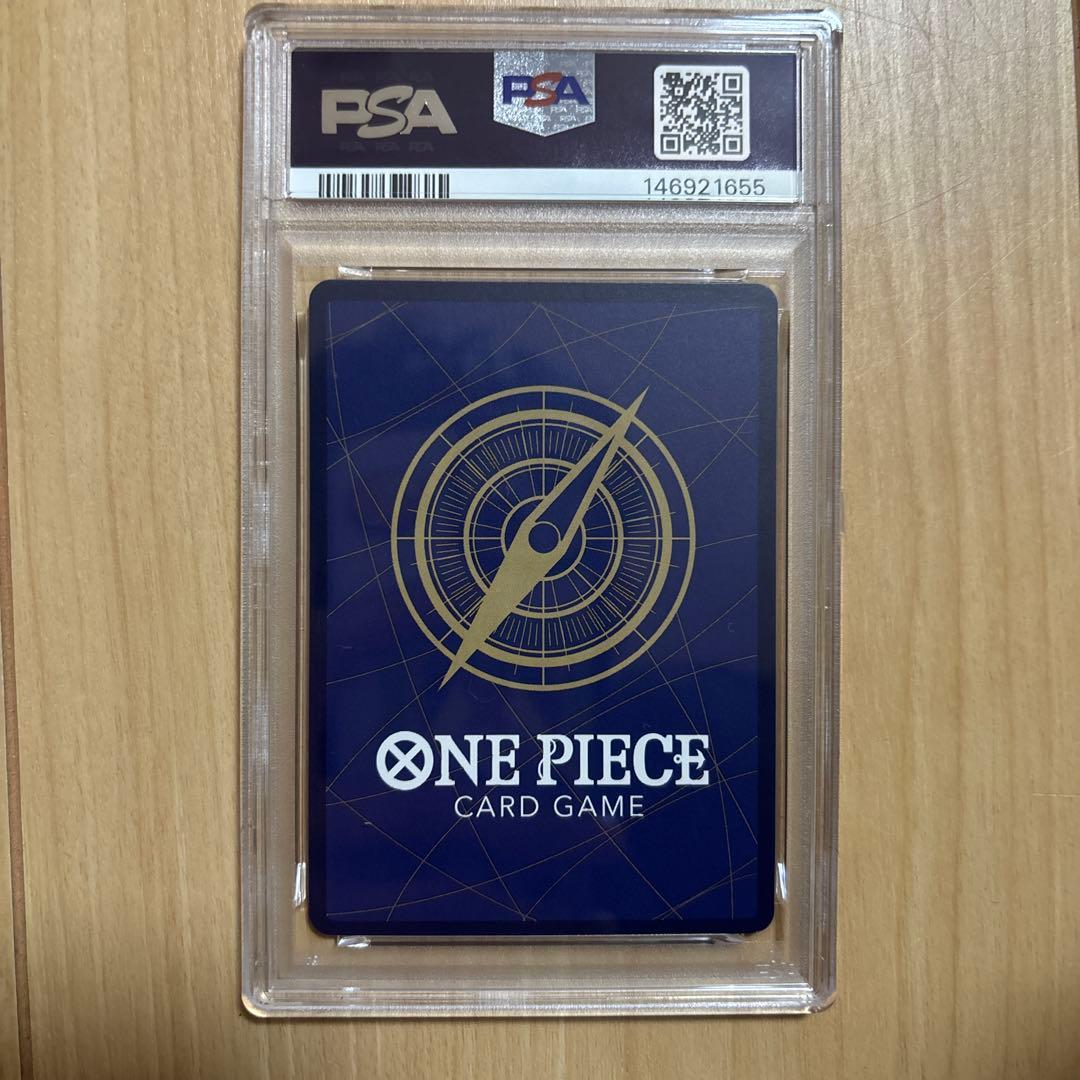 PSA
PSA
146921655
ONE PIECE
CARD GAME